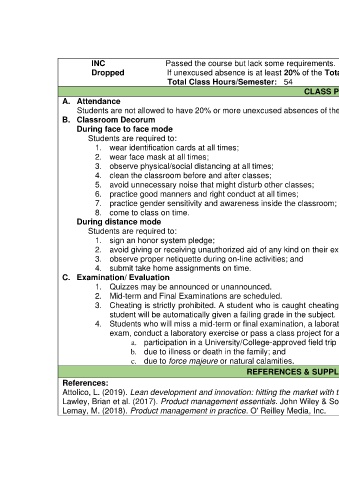 INC Passed the course but lack some requirements.
Dropped If unexcused absence is at least 20% of the Tota
Total Class Hours/Semester: 54
CLASS P
A. Attendance
Students are not allowed to have 20% or more unexcused absences of the
B. Classroom Decorum
During face to face mode
Students are required to:
1. wear identification cards at all times;
2. wear face mask at all times;
3. observe physical/social distancing at all times;
4. clean the classroom before and after classes;
5. avoid unnecessary noise that might disturb other classes;
6. practice good manners and right conduct at all times;
7. practice gender sensitivity and awareness inside the classroom;
8. come to class on time.
During distance mode
Students are required to:
1. sign an honor system pledge;
2. avoid giving or receiving unauthorized aid of any kind on their ex
3. observe proper netiquette during on-line activities; and
4. submit take home assignments on time.
C. Examination/ Evaluation
1. Quizzes may be announced or unannounced.
2. Mid-term and Final Examinations are scheduled.
3. Cheating is strictly prohibited. A student who is caught cheating
student will be automatically given a failing grade in the subject.
4. Students who will miss a mid-term or final examination, a laborat
exam, conduct a laboratory exercise or pass a class project for a
a. participation in a University/College-approved field trip
b. due to illness or death in the family; and
c. due to force majeure or natural calamities.
REFERENCES & SUPPL
References:
Attolico, L. (2019). Lean development and innovation: hitting the market with t
Lawley, Brian et al. (2017). Product management essentials. John Wiley & So
Lemay, M. (2018). Product management in practice. O' Reilley Media, Inc.